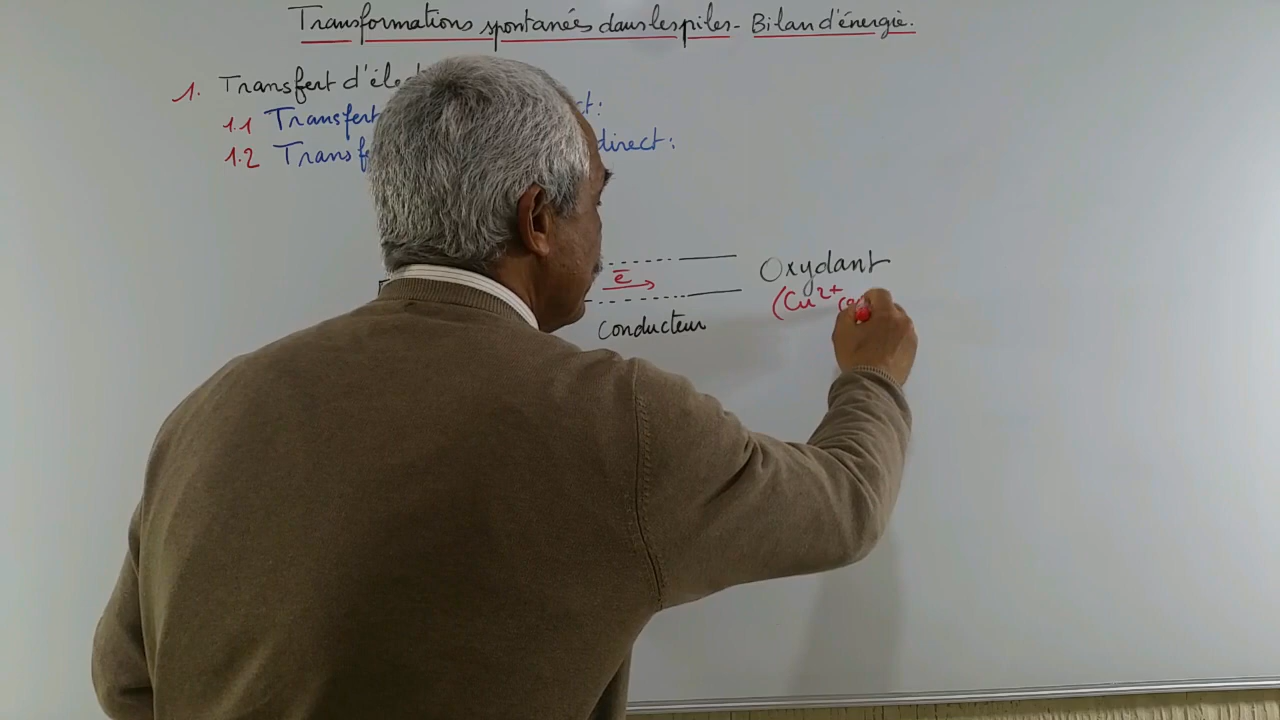 Transformations spontanées dans les piles - Bilan d'énergie.
1. Transfert d'élec
1.1 Transfert ct:
1.2 Transf direct:
e̅ Oxydant
(Cu²⁺
Conducteur